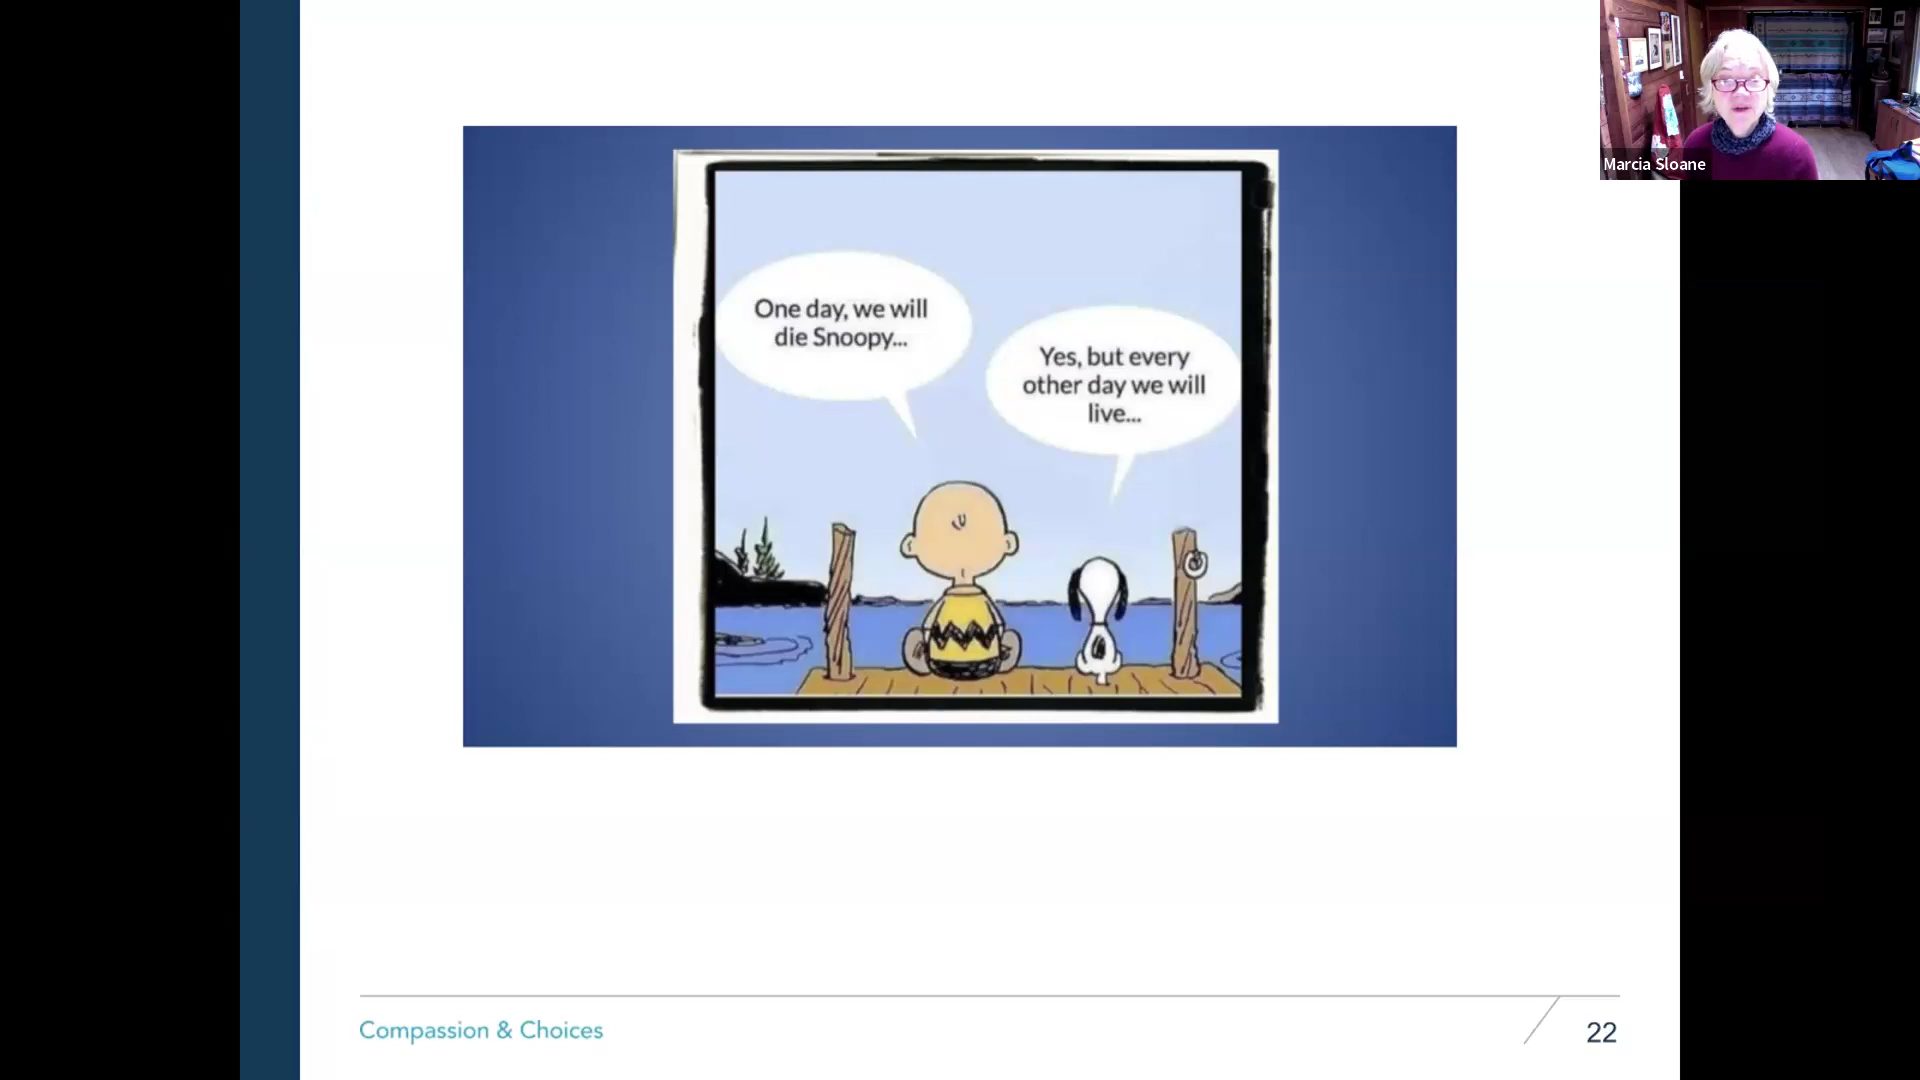 Marcia Sloane
One day, we will
die Snoopy...
Yes, but every
other day we will
live...
Compassion & Choices
22